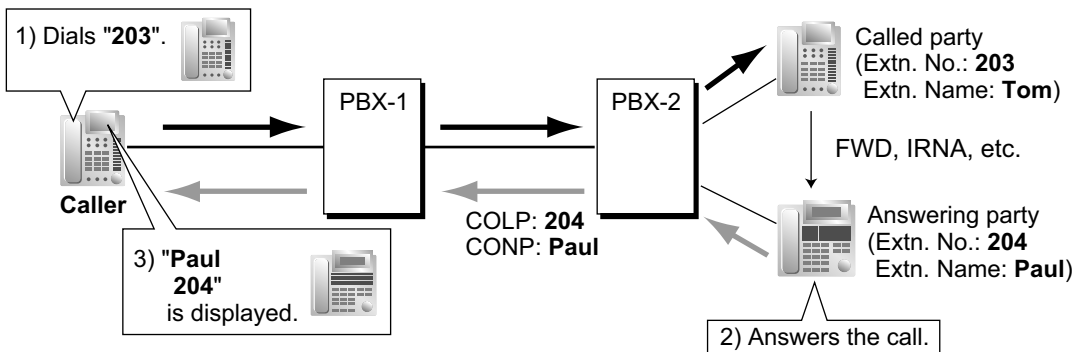 1) Dials "203".
Caller
PBX-1
PBX-2
Called party
(Extn. No.: 203
Extn. Name: Tom)
FWD, IRNA, etc.
COLP: 204
CONP: Paul
Answering party
(Extn. No.: 204
Extn. Name: Paul)
2) Answers the call.
3) "Paul
204"
is displayed.